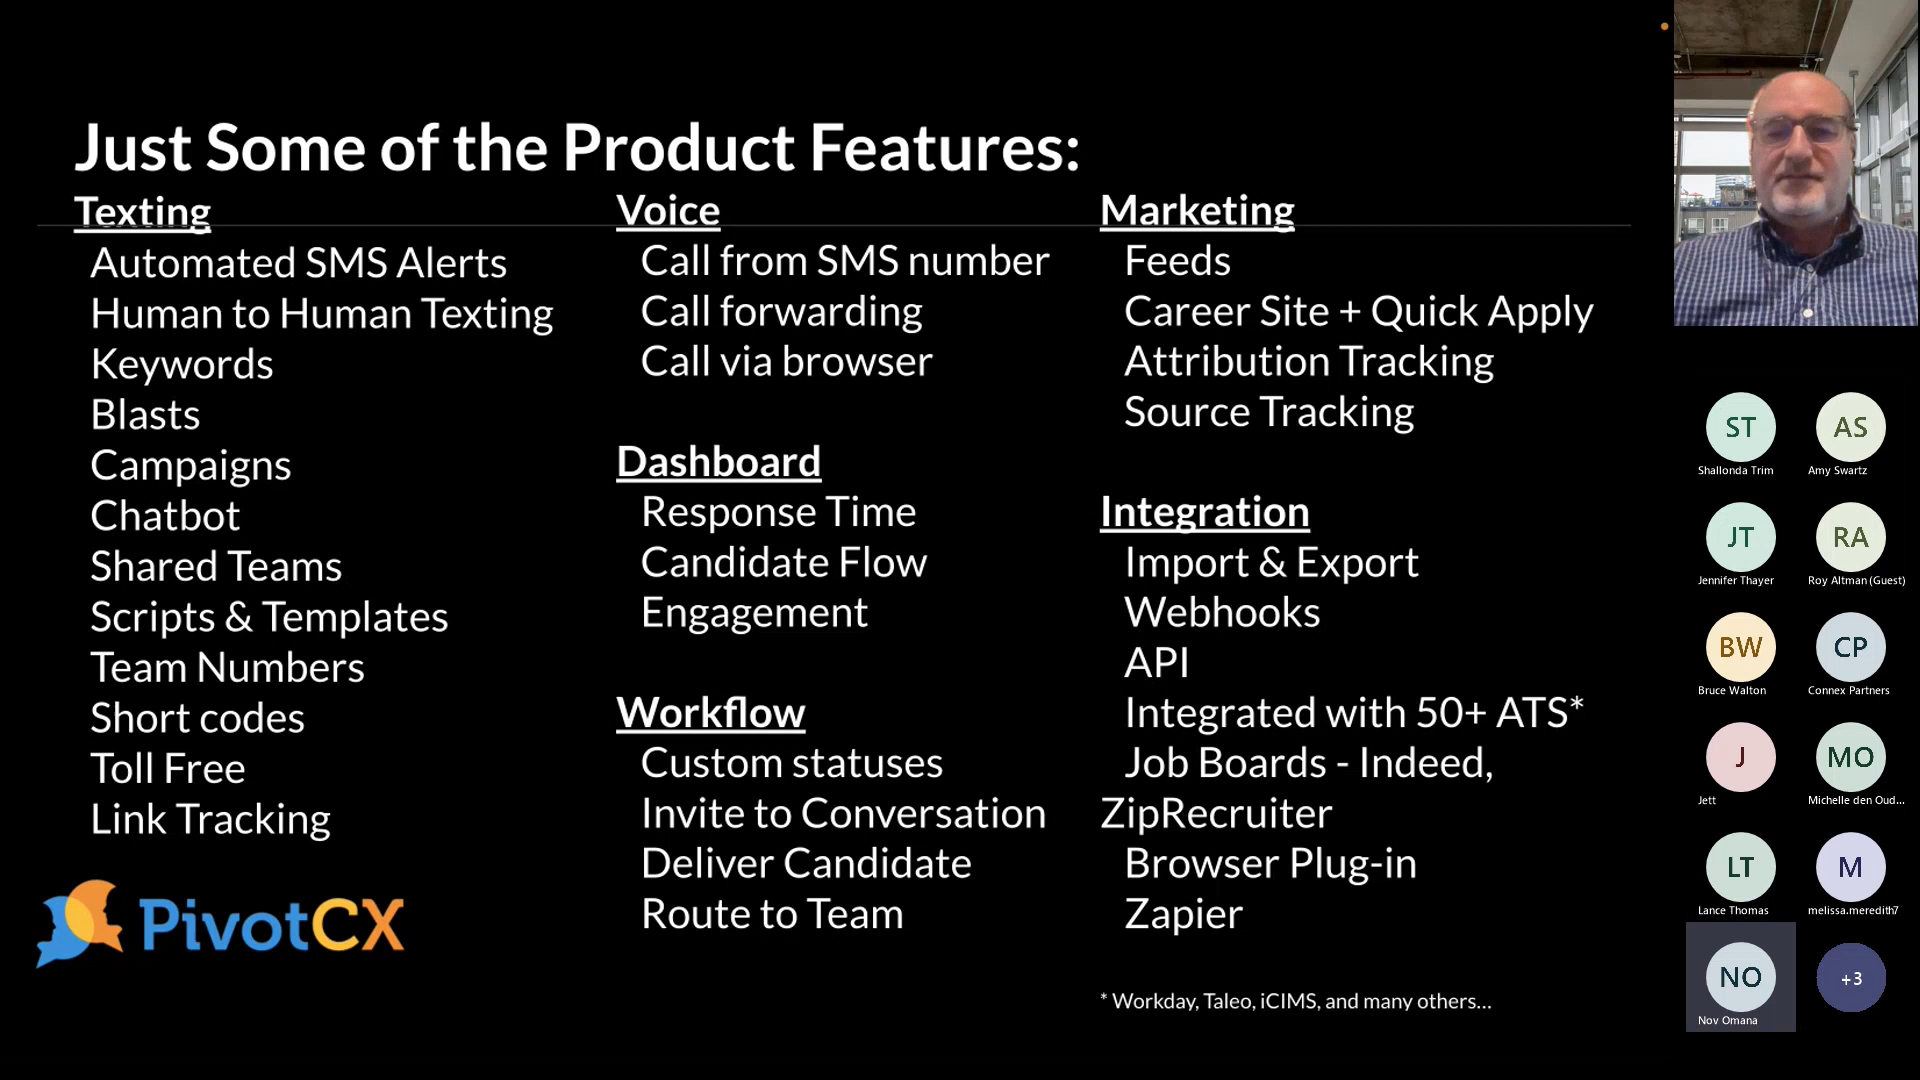 Just Some of the Product Features:
Texting
Automated SMS Alerts
Human to Human Texting
Keywords
Blasts
Campaigns
Chatbot
Shared Teams
Scripts & Templates
Team Numbers
Short codes
Toll Free
Link Tracking
PivotCX
Voice
Call from SMS number
Call forwarding
Call via browser
Dashboard
Response Time
Candidate Flow
Engagement
Workflow
Custom statuses
Invite to Conversation
Deliver Candidate
Route to Team
Marketing
Feeds
Career Site + Quick Apply
Attribution Tracking
Source Tracking
Integration
Import & Export
Webhooks
API
Integrated with 50+ ATS*
Job Boards - Indeed,
ZipRecruiter
Browser Plug-in
Zapier
* Workday, Taleo, iCIMS, and many others...
ST
Shallonda Trim
AS
Amy Swartz
JT
Jennifer Thayer
RA
Roy Altman (Guest)
BW
Bruce Walton
CP
Connex Partners
J
Jett
MO
Michelle den Oud...
LT
Lance Thomas
M
melissa.meredith7
NO
Nov Omana
+3